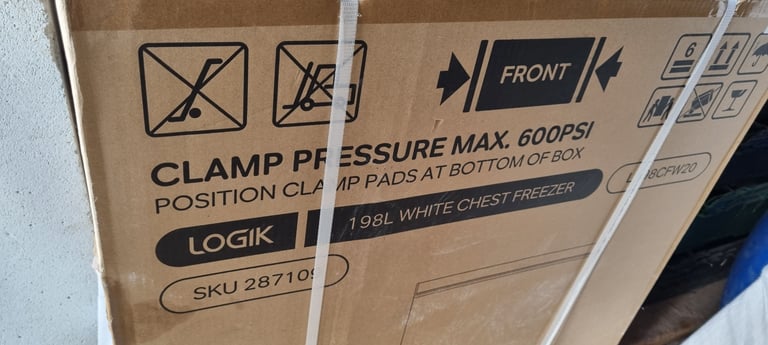 FRONT
6
CLAMP PRESSURE MAX. 600PSI
POSITION CLAMP PADS AT BOTTOM OF BOX
LOGIK
198L WHITE CHEST FREEZER
SKU